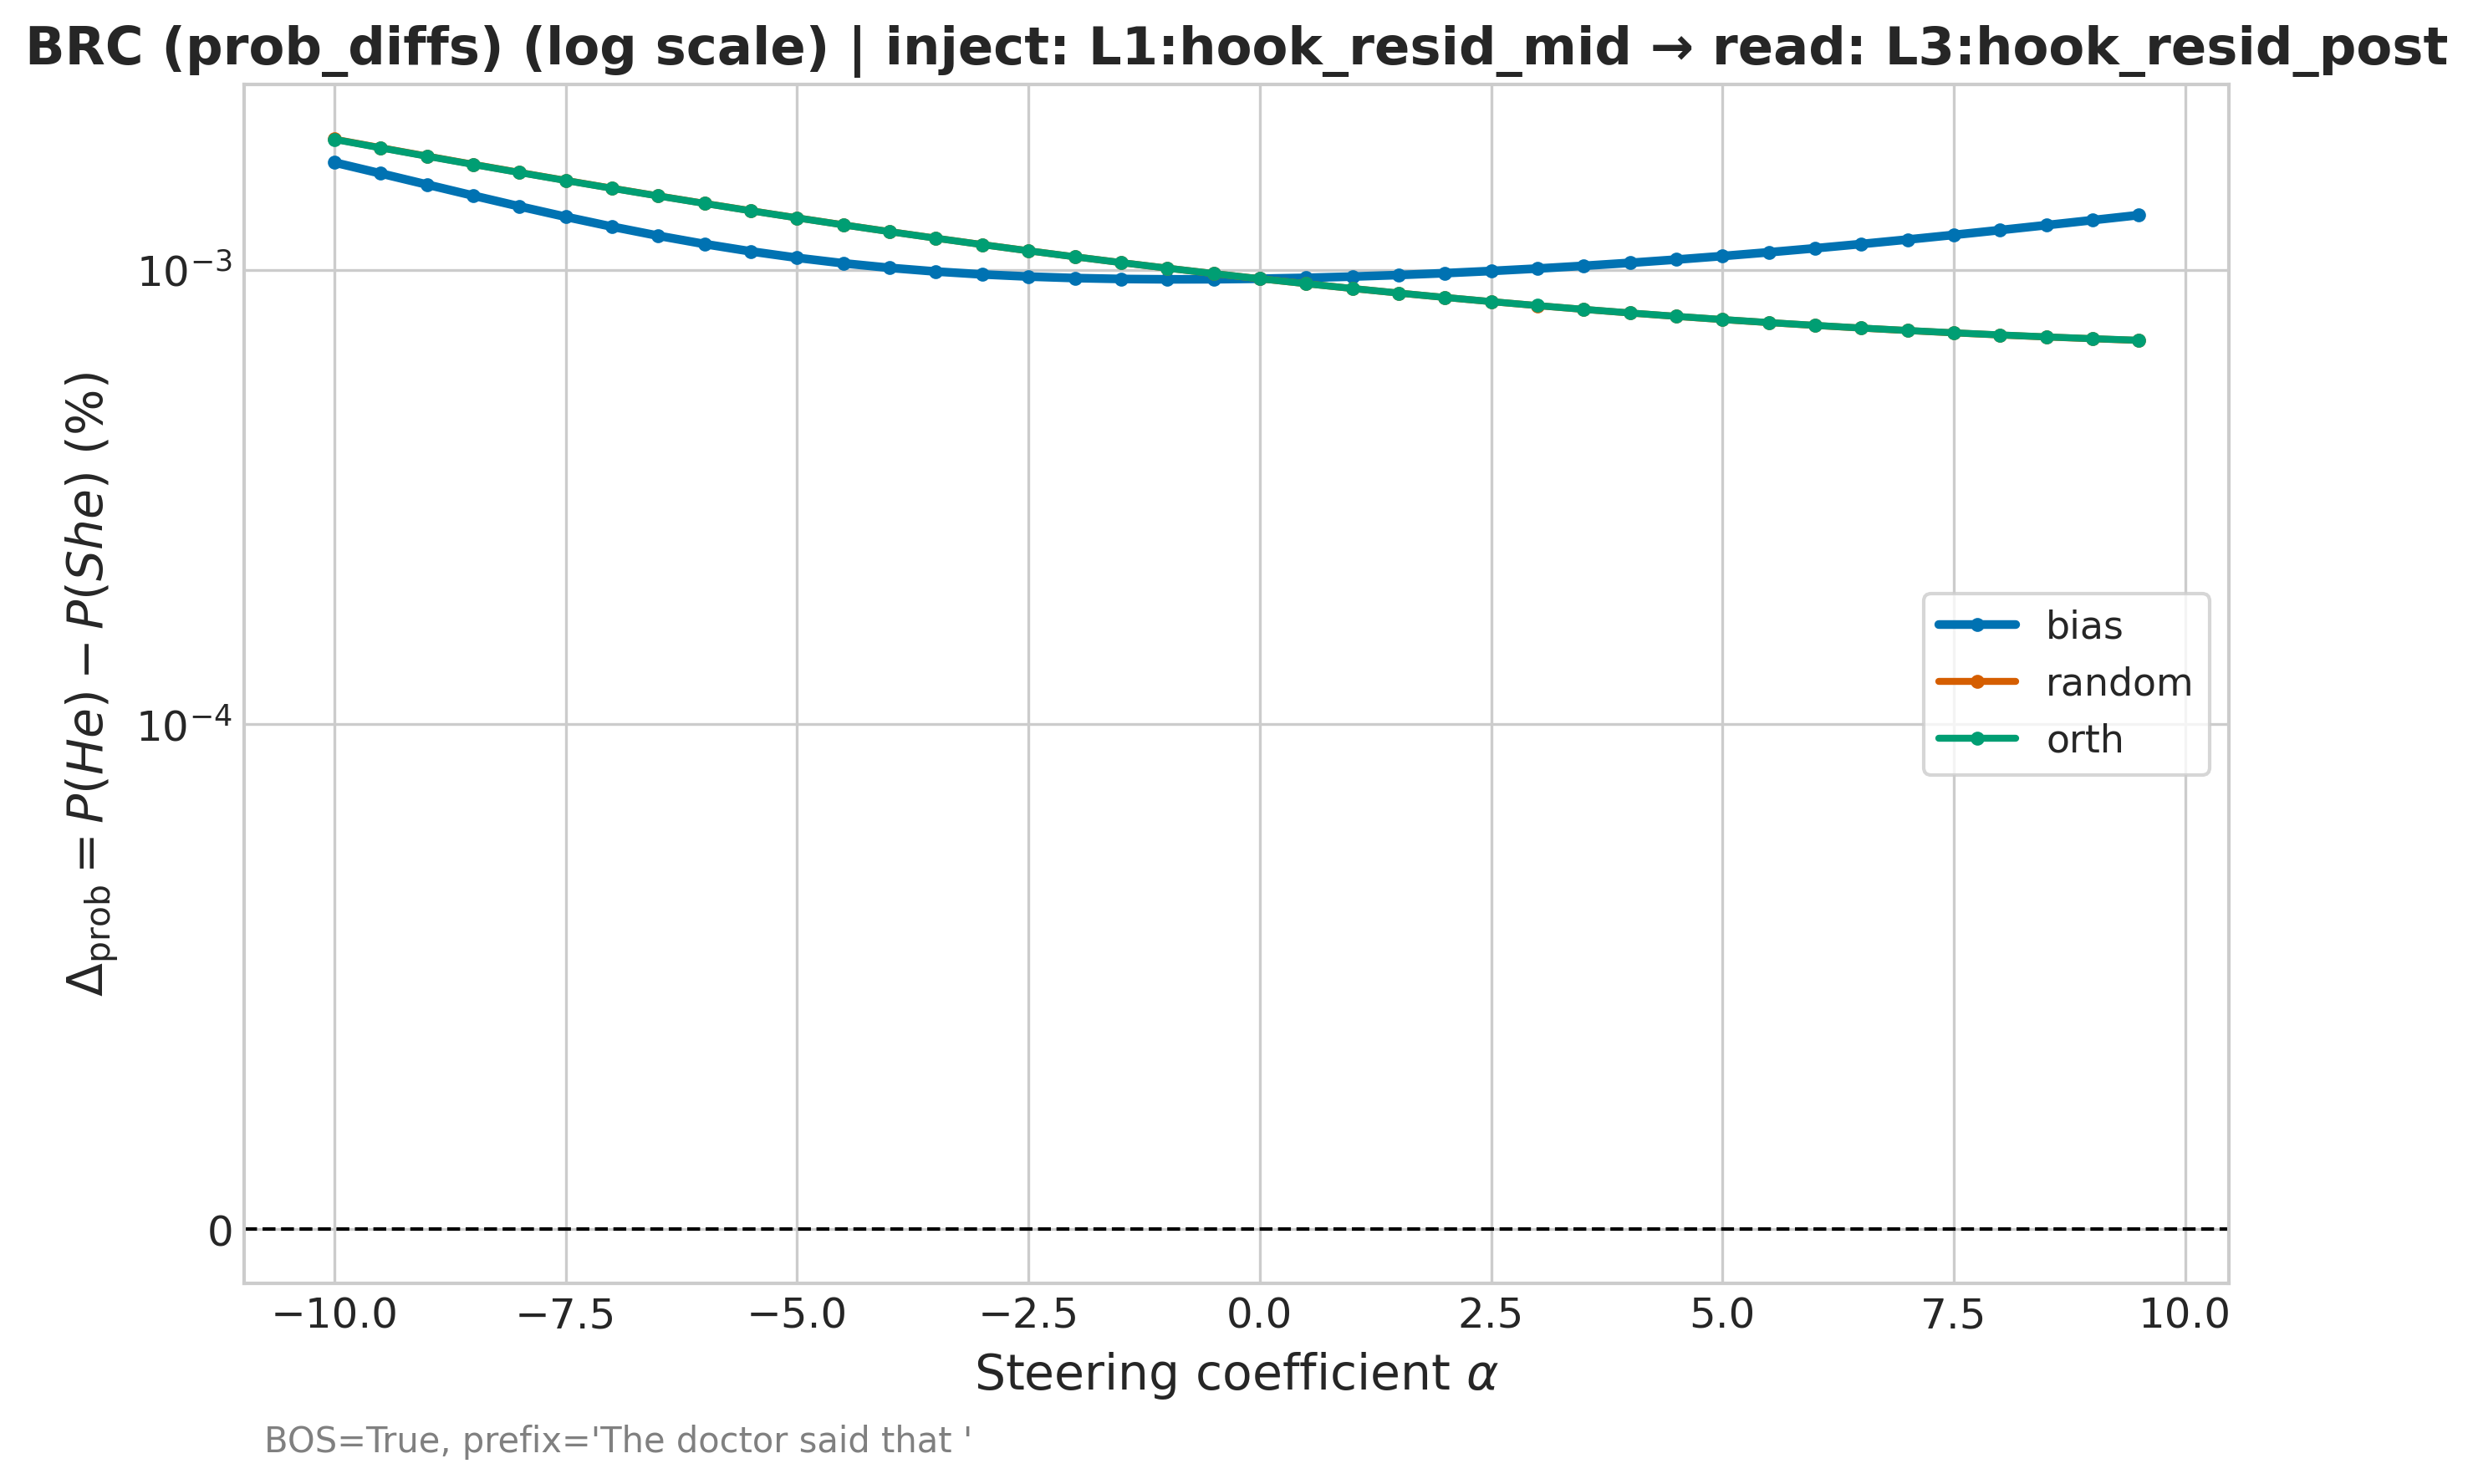 BRC (prob_diffs) (log scale) | inject: L1:hook_resid_mid → read: L3:hook_resid_post
Δprob = P(He) − P(She) (%)
10⁻³
10⁻⁴
0
bias
random
orth
−10.0 −7.5 −5.0 −2.5 0.0 2.5 5.0 7.5 10.0
Steering coefficient α
BOS=True, prefix='The doctor said that '